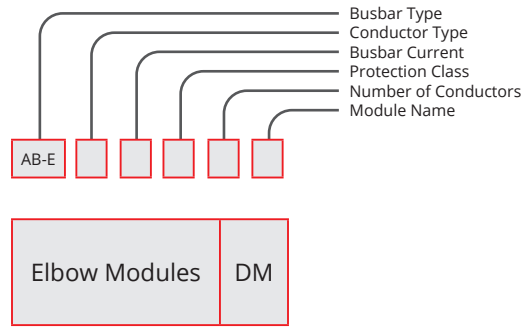 Busbar Type
Conductor Type
Busbar Current
Protection Class
Number of Conductors
Module Name
AB-E
Elbow Modules DM